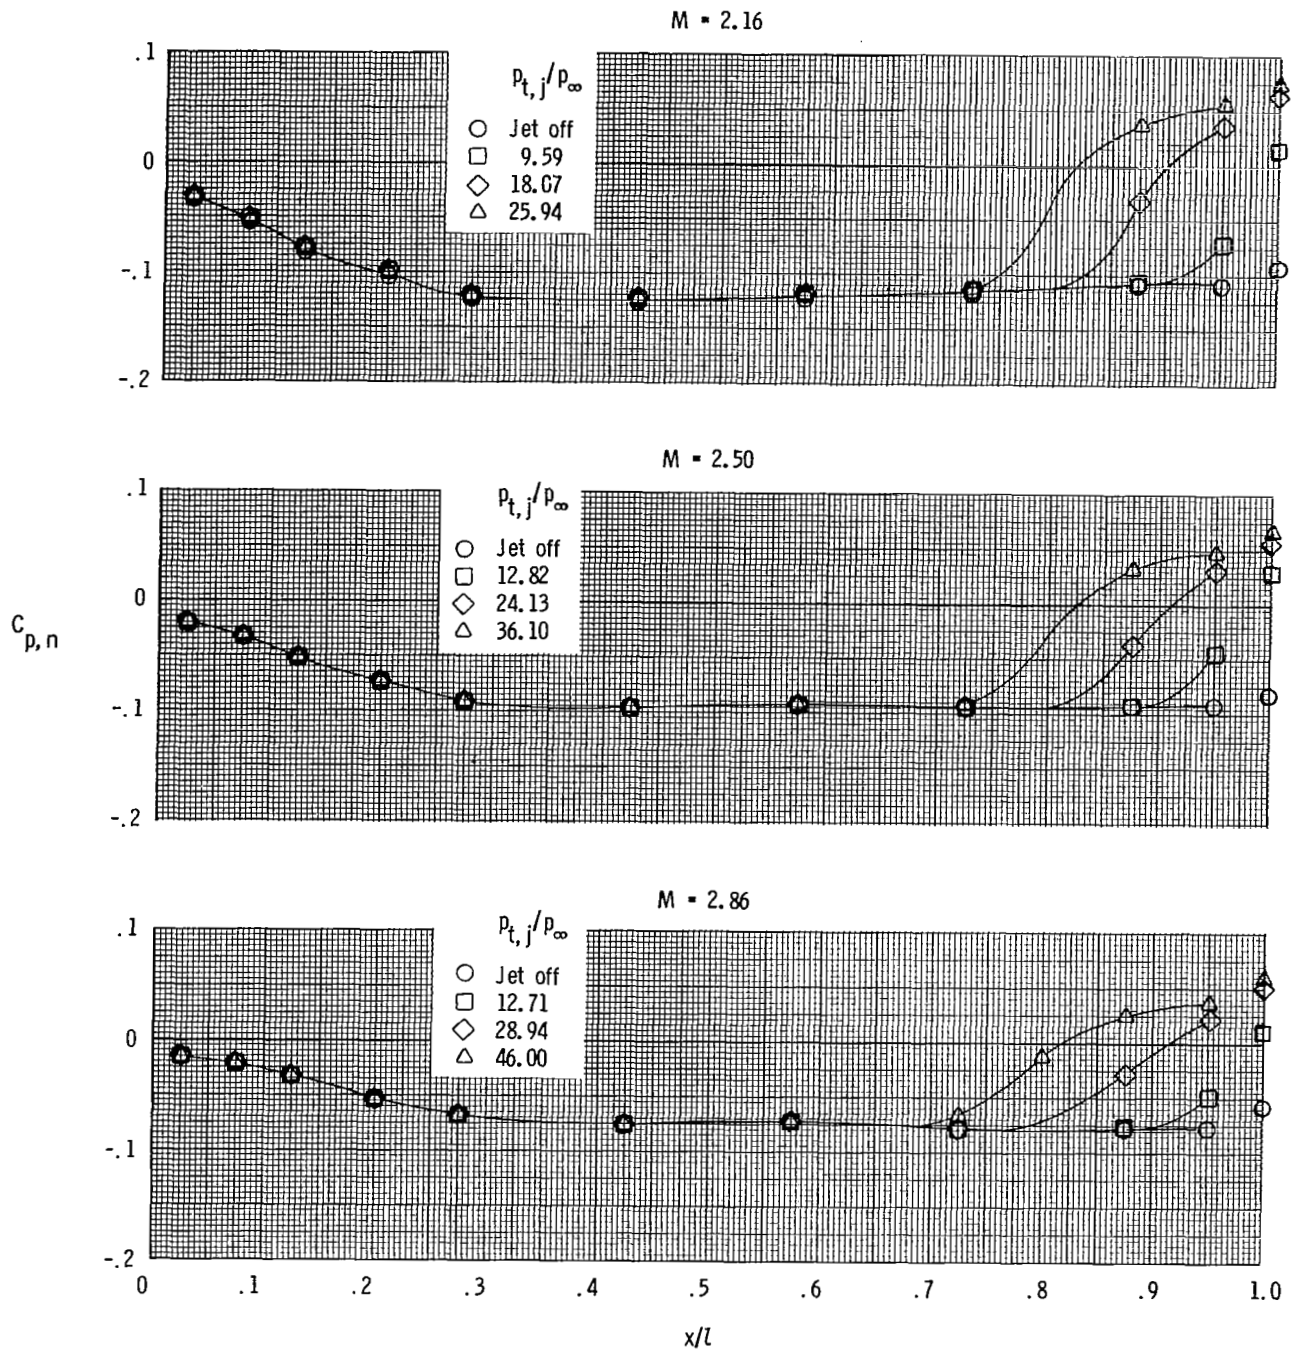 M = 2.16
p_t,j/p_∞
Jet off
9.59
18.07
25.94
.1
0
-.1
-.2
M = 2.50
p_t,j/p_∞
Jet off
12.82
24.13
36.10
.1
0
-.1
-.2
C_p,n
M = 2.86
p_t,j/p_∞
Jet off
12.71
28.94
46.00
.1
0
-.1
-.2
0 .1 .2 .3 .4 .5 .6 .7 .8 .9 1.0
x/l